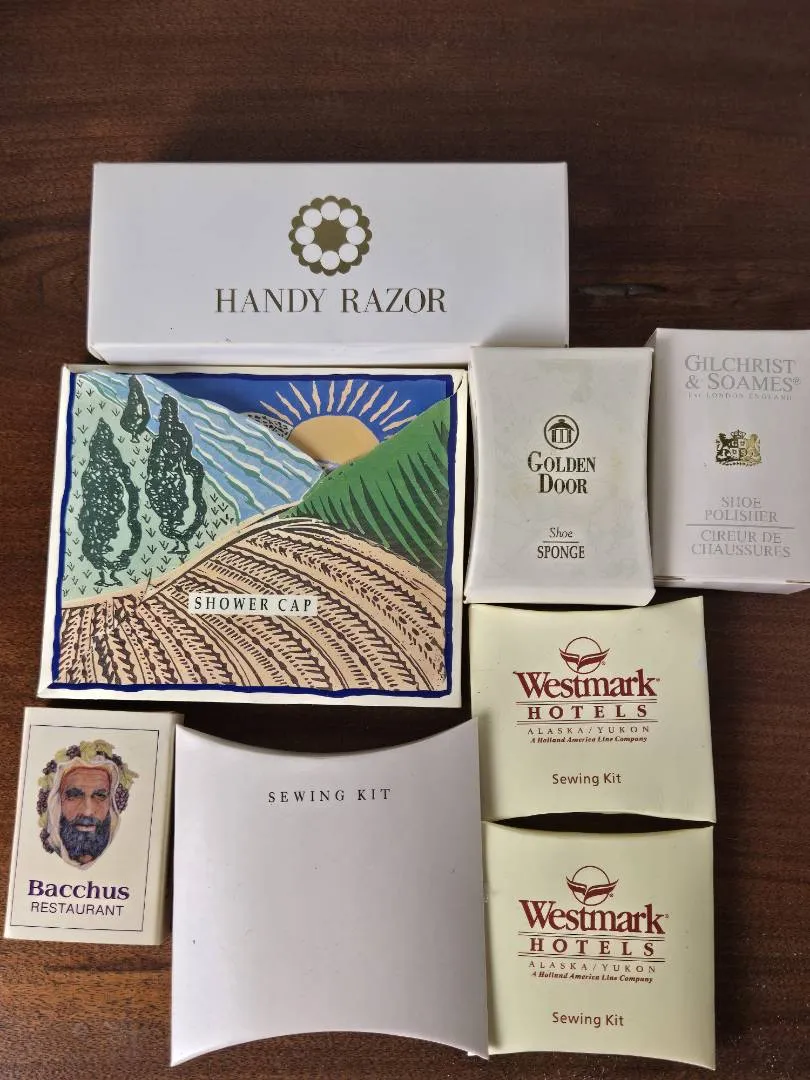 HANDY RAZOR
GILCHRIST
& SOAMES®
LONDON ENGLAND
SHOE
POLISHER
CIREUR DE
CHAUSSURES
GOLDEN
DOOR
Shoe
SPONGE
SHOWER CAP
Westmark®
HOTELS
ALASKA/YUKON
A Holland America Line Company
Sewing Kit
Bacchus
RESTAURANT
SEWING KIT
Westmark®
HOTELS
ALASKA/YUKON
A Holland America Line Company
Sewing Kit